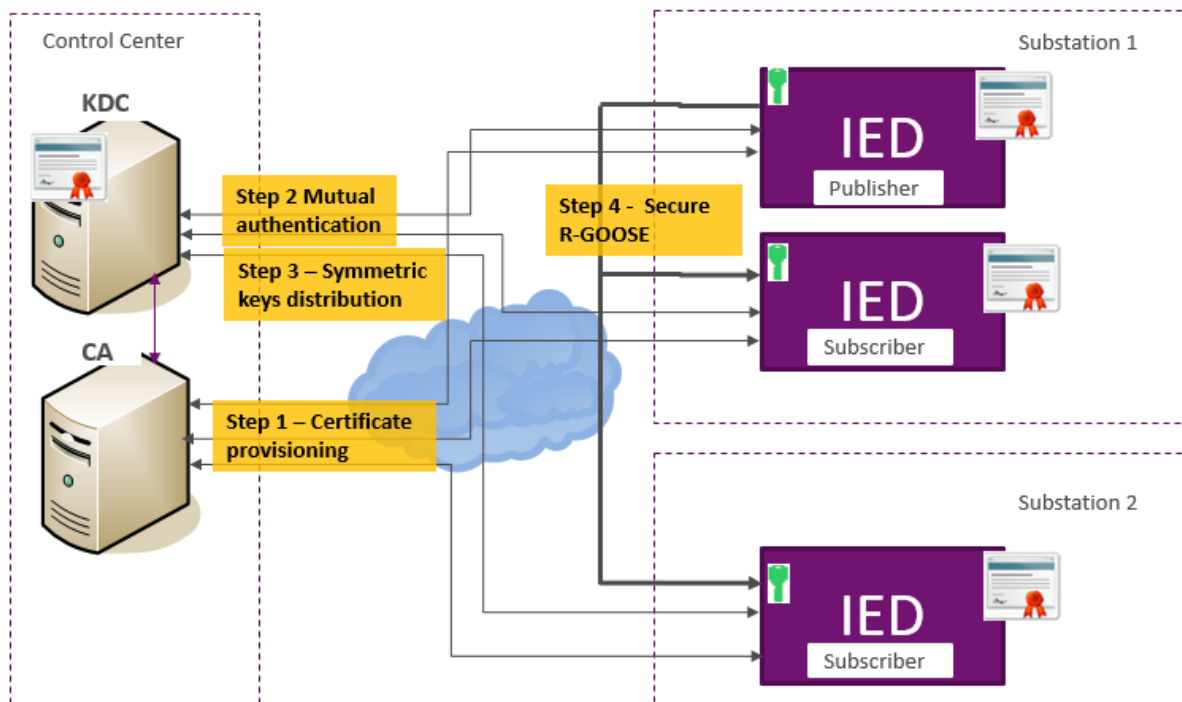 Control Center
Substation 1
KDC
IED
Publisher
Step 2 Mutual
authentication
Step 4 - Secure
R-GOOSE
Step 3 – Symmetric
keys distribution
IED
Subscriber
CA
Step 1 – Certificate
provisioning
Substation 2
IED
Subscriber